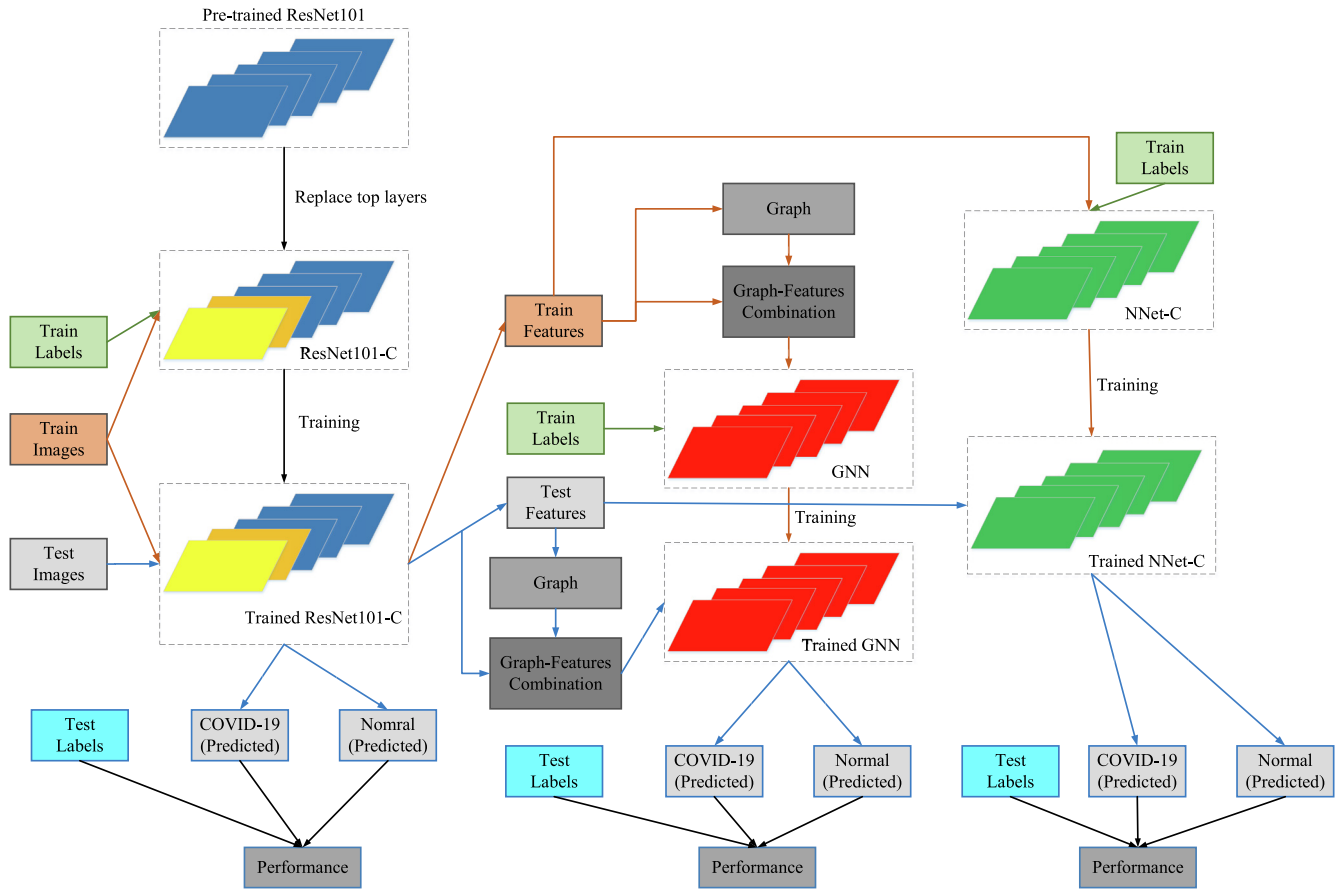 Pre-trained ResNet101
Replace top layers
Train
Labels
ResNet101-C
Train
Images
Training
Test
Images
Trained ResNet101-C
Test
Labels
COVID-19
(Predicted)
Nomral
(Predicted)
Performance
Train
Features
Graph
Graph-Features
Combination
Train
Labels
GNN
Training
Test
Features
Graph
Graph-Features
Combination
Trained GNN
Test
Labels
COVID-19
(Predicted)
Normal
(Predicted)
Performance
Train
Labels
NNet-C
Training
Trained NNet-C
Test
Labels
COVID-19
(Predicted)
Normal
(Predicted)
Performance